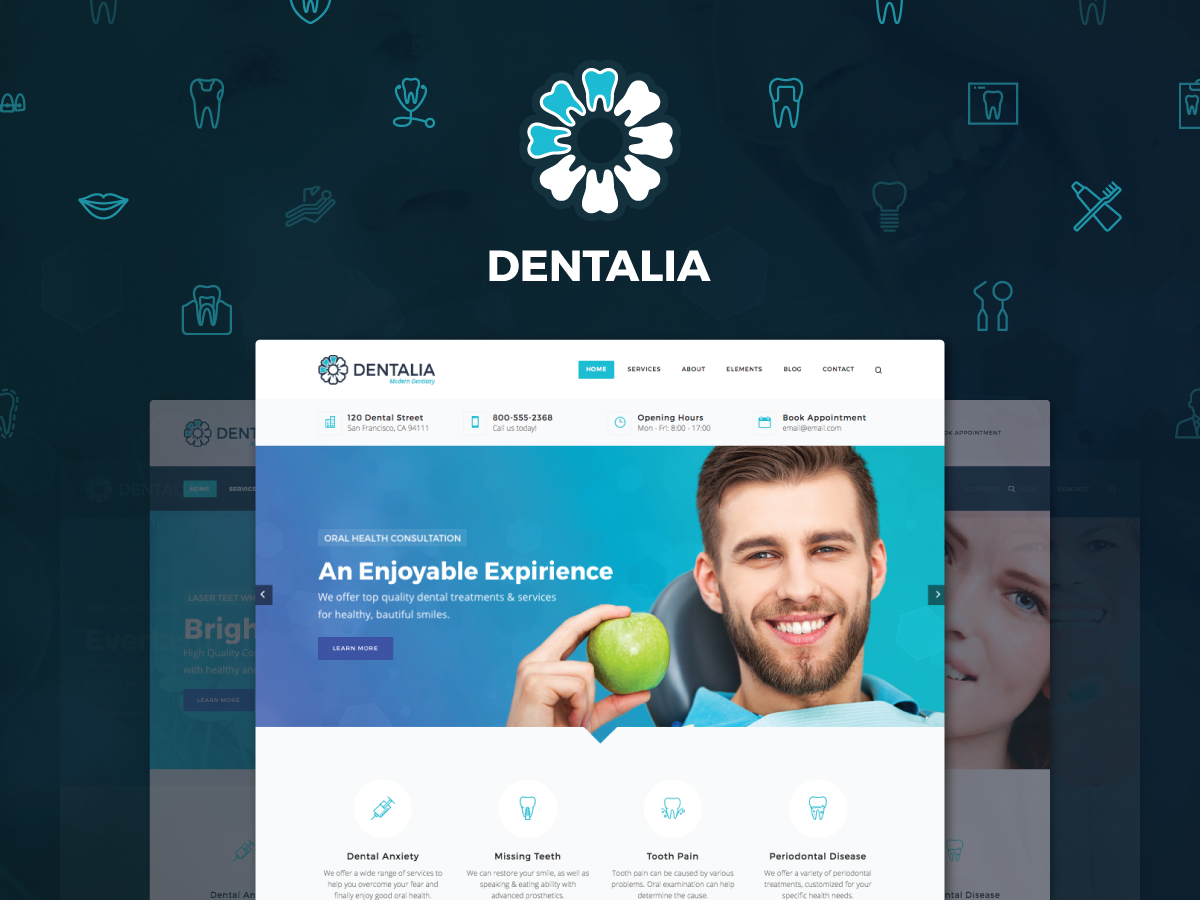 DENTALIA
DENTALIA
Modern Dentistry
HOME SERVICES ABOUT ELEMENTS BLOG CONTACT
120 Dental Street
San Francisco, CA 94111
800-555-2368
Call us today!
Opening Hours
Mon - Fri: 8:00 - 17:00
Book Appointment
email@email.com
ORAL HEALTH CONSULTATION
An Enjoyable Expirience
We offer top quality dental treatments & services
for healthy, bautiful smiles.
LEARN MORE
Dental Anxiety
We offer a wide range of services to
help you overcome your fear and
finally enjoy good oral health.
Missing Teeth
We can restore your smile, as well as
speaking & eating ability with
advanced prosthetics.
Tooth Pain
Tooth pain can be caused by various
problems. Oral examination can help
determine the cause.
Periodontal Disease
We offer a variety of periodontal
treatments, customized for your
specific health needs.
DENT
HOME SERVICE
LASER TEET WH
Brigh
High Quality Co
with healthy an
LEARN MORE
Dental An
OK APPOINTMENT
CONTACT
ntal Disease